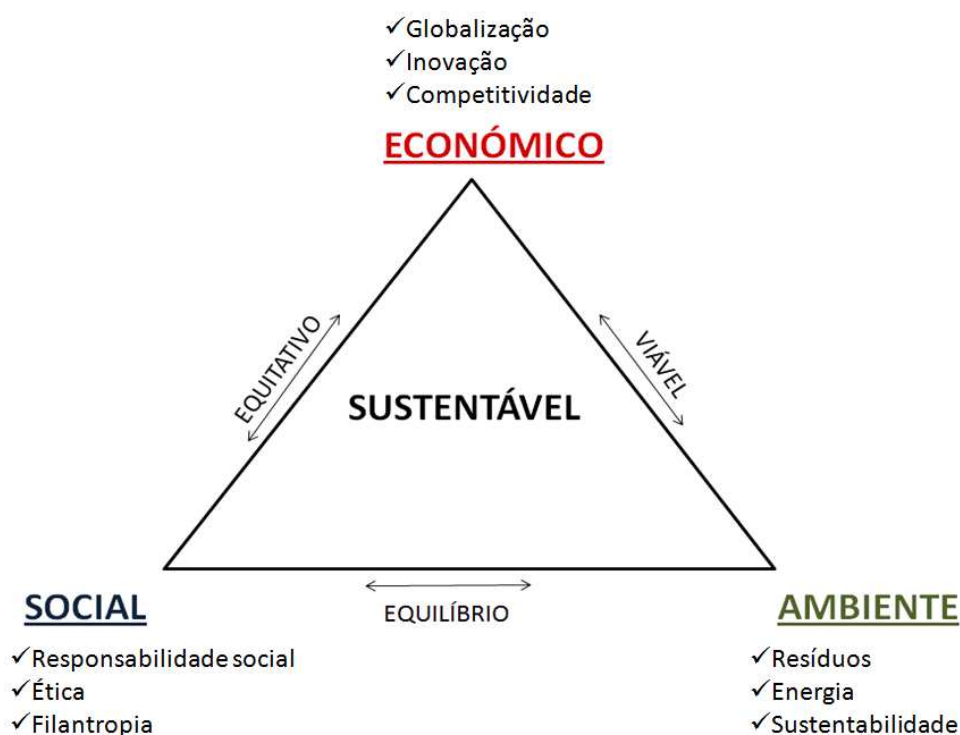 ✓Globalização
✓Inovação
✓Competitividade
ECONÓMICO
EQUITATIVO
VIÁVEL
SUSTENTÁVEL
EQUILÍBRIO
SOCIAL
✓Responsabilidade social
✓Ética
✓Filantropia
AMBIENTE
✓Resíduos
✓Energia
✓Sustentabilidade